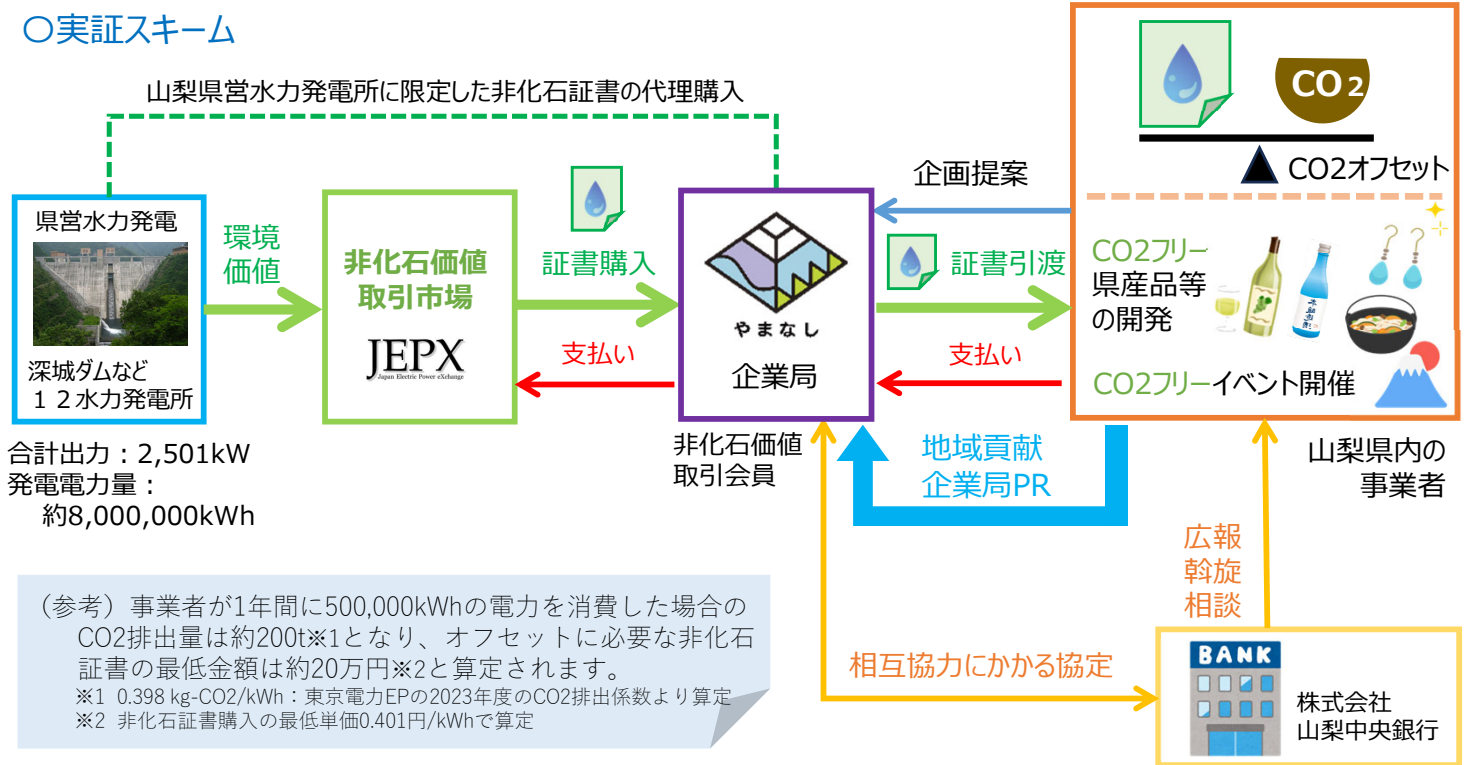 〇実証スキーム
山梨県営水力発電所に限定した非化石証書の代理購入
県営水力発電
深城ダムなど
１２水力発電所
合計出力：2,501kW
発電電力量：
約8,000,000kWh
環境
価値
非化石価値
取引市場
JEPX
Japan Electric Power eXchange
証書購入
支払い
やまなし
企業局
非化石価値
取引会員
企画提案
証書引渡
支払い
地域貢献
企業局PR
CO2
CO2オフセット
CO2フリー
県産品等
の開発
CO2フリーイベント開催
山梨県内の
事業者
広報
斡旋
相談
相互協力にかかる協定
BANK
株式会社
山梨中央銀行
（参考）事業者が1年間に500,000kWhの電力を消費した場合の
CO2排出量は約200t※1となり、オフセットに必要な非化石
証書の最低金額は約20万円※2と算定されます。
※1 0.398 kg-CO2/kWh：東京電力EPの2023年度のCO2排出係数より算定
※2 非化石証書購入の最低単価0.401円/kWhで算定